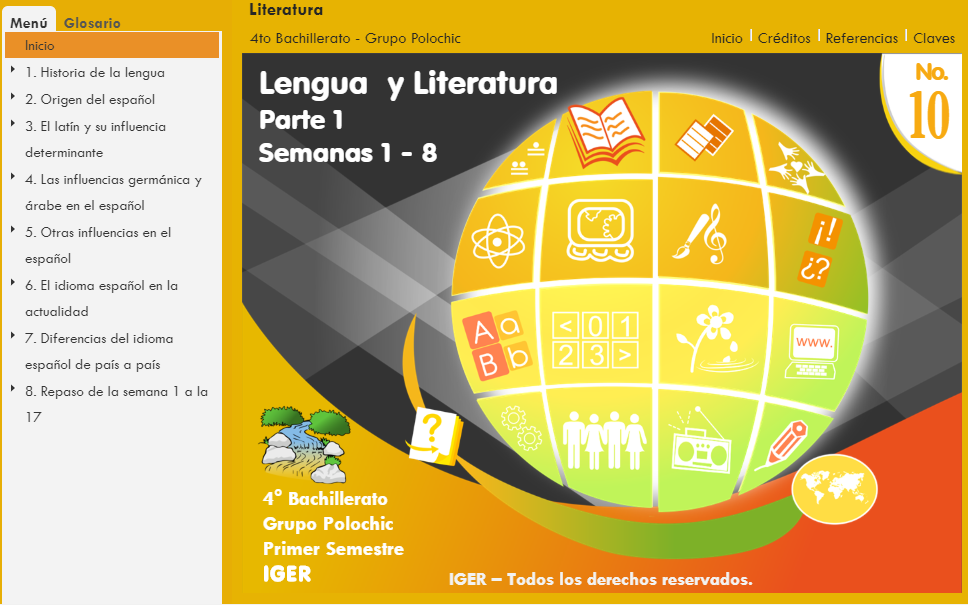 Literatura
Menú Glosario
4to Bachillerato - Grupo Polochic
Inicio Créditos Referencias Claves
Inicio
1. Historia de la lengua
2. Origen del español
3. El latín y su influencia
determinante
4. Las influencias germánica y
árabe en el español
5. Otras influencias en el
español
6. El idioma español en la
actualidad
7. Diferencias del idioma
español de país a país
8. Repaso de la semana 1 a la
17
Lengua y Literatura
Parte 1
Semanas 1 - 8
No.
10
¡!
¿?
A a
B b
< 0 1
2 3 >
www.
?
4° Bachillerato
Grupo Polochic
Primer Semestre
IGER
IGER – Todos los derechos reservados.